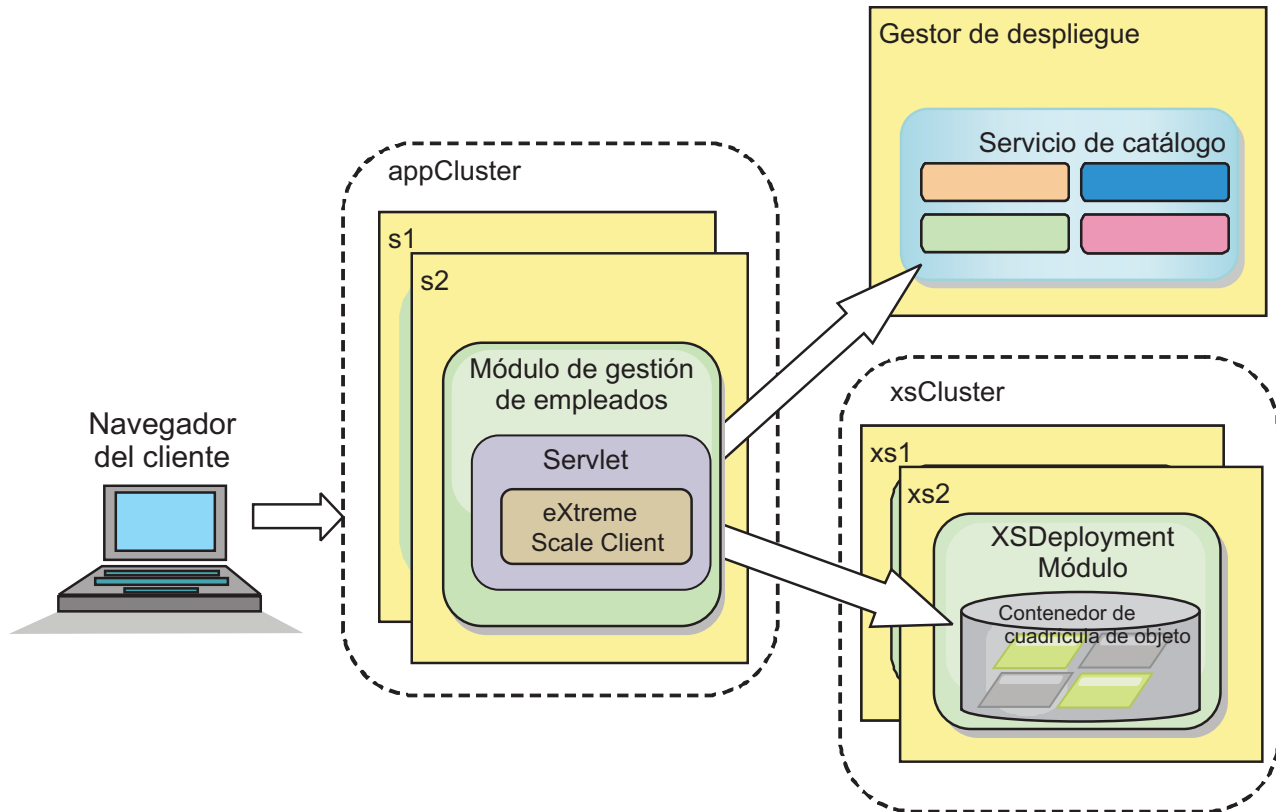 Navegador
del cliente
appCluster
s1
s2
Módulo de gestión
de empleados
Servlet
eXtreme
Scale Client
Gestor de despliegue
Servicio de catálogo
xsCluster
xs1
xs2
XSDeployment
Módulo
Contenedor de
cuadrícula de objeto